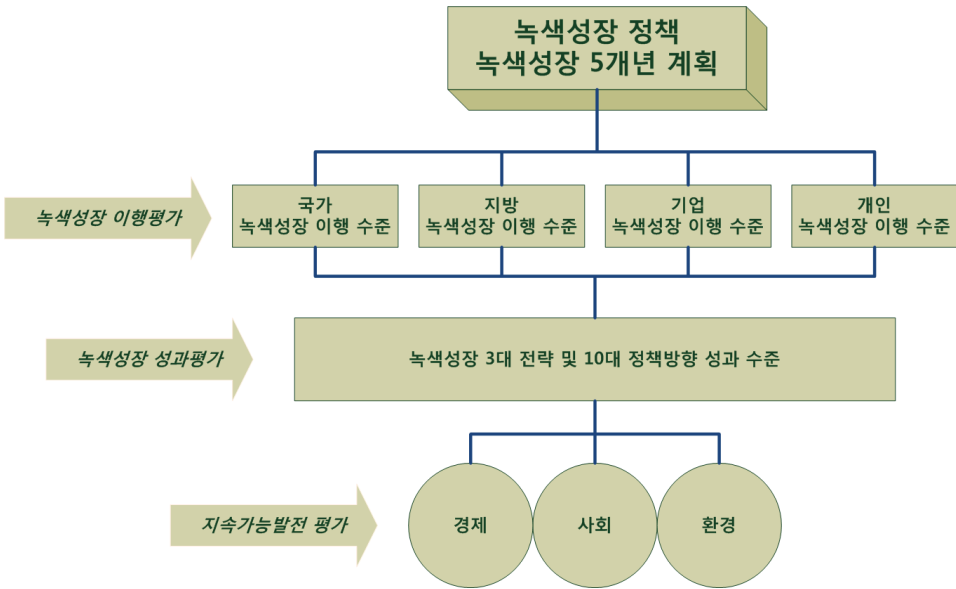 녹색성장 정책
녹색성장 5개년 계획
녹색성장 이행평가
국가
녹색성장 이행 수준
지방
녹색성장 이행 수준
기업
녹색성장 이행 수준
개인
녹색성장 이행 수준
녹색성장 성과평가
녹색성장 3대 전략 및 10대 정책방향 성과 수준
지속가능발전 평가
경제
사회
환경